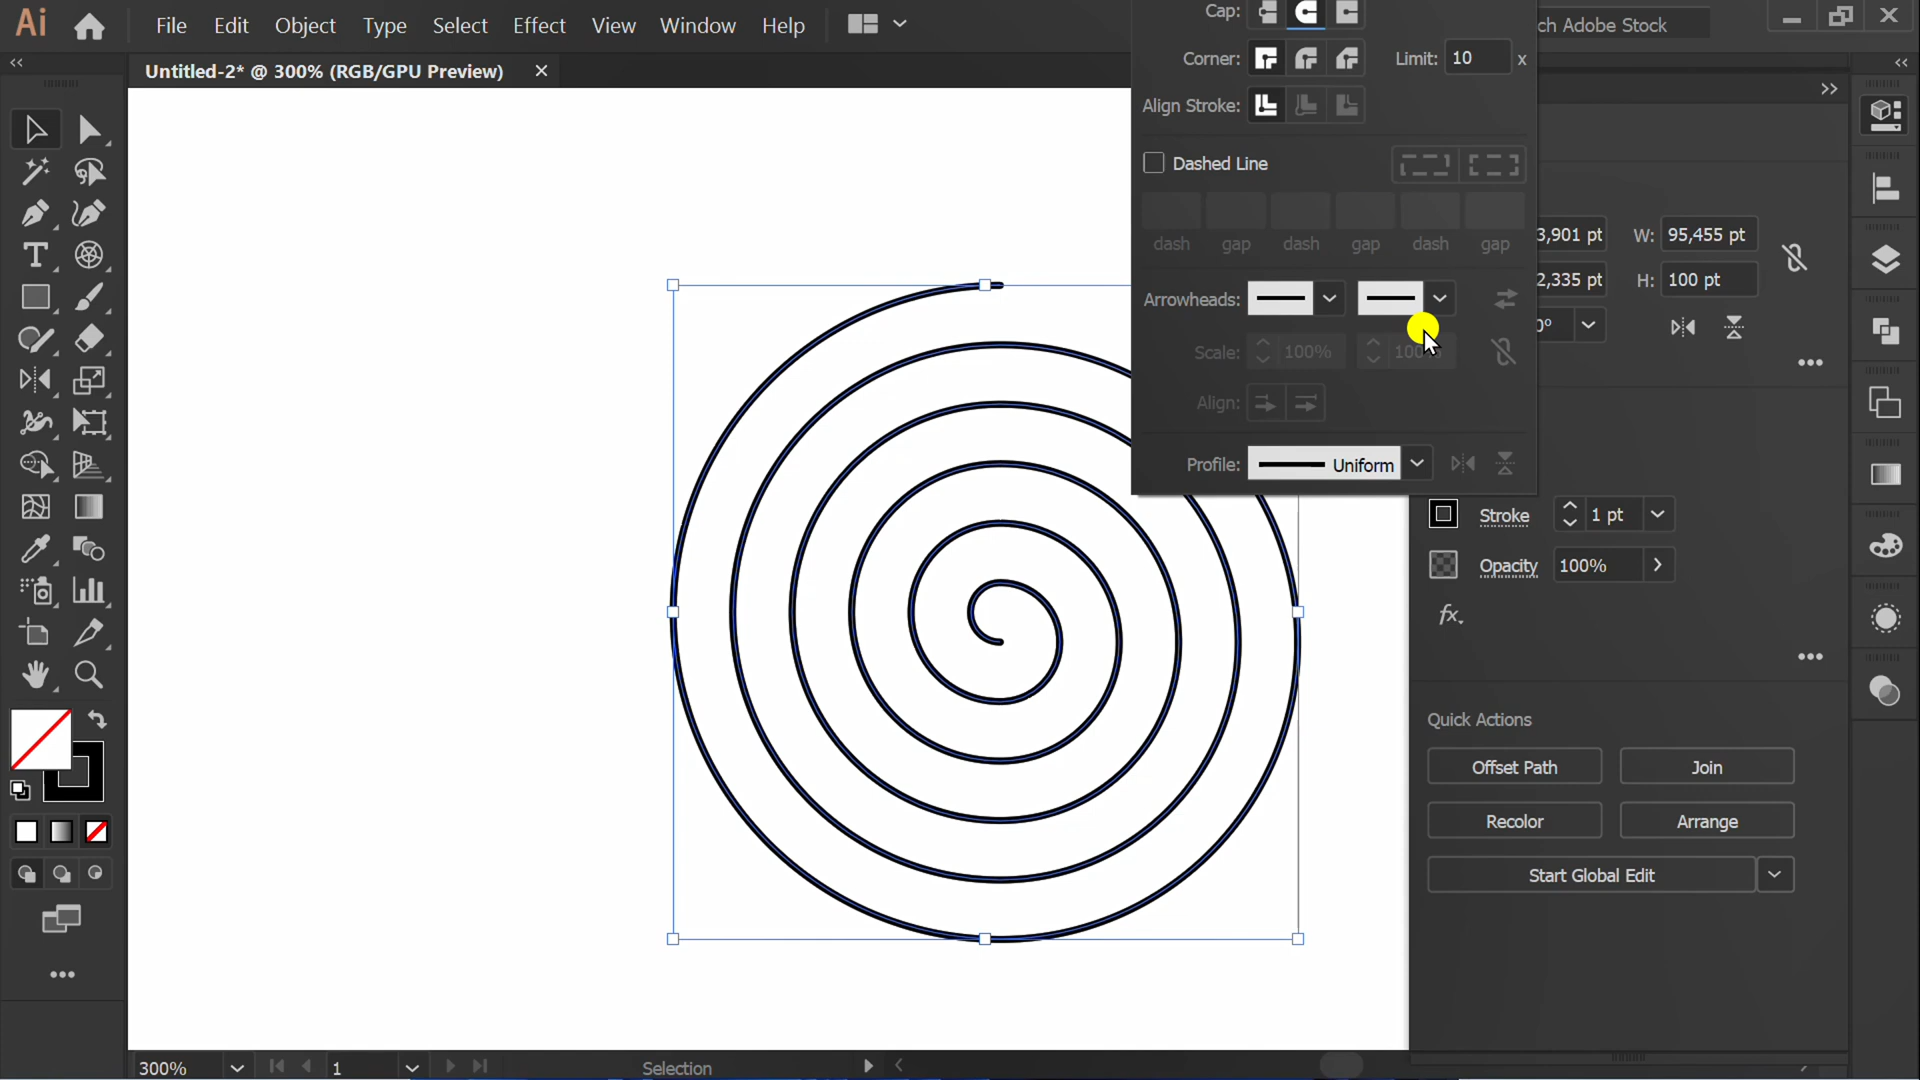 Ai File Edit Object Type Select Effect View Window Help
Cap:
ch Adobe Stock
Untitled-2* @ 300% (RGB/GPU Preview)
Corner:
Limit: 10 x
Align Stroke:
Dashed Line
dash gap dash gap dash gap
3,901 pt W: 95,455 pt
2,335 pt H: 100 pt
0°
Arrowheads:
Scale: 100% 100%
Align:
Profile: Uniform
Stroke 1 pt
Opacity 100%
fx.
Quick Actions
Offset Path Join
Recolor Arrange
Start Global Edit
300% 1 Selection